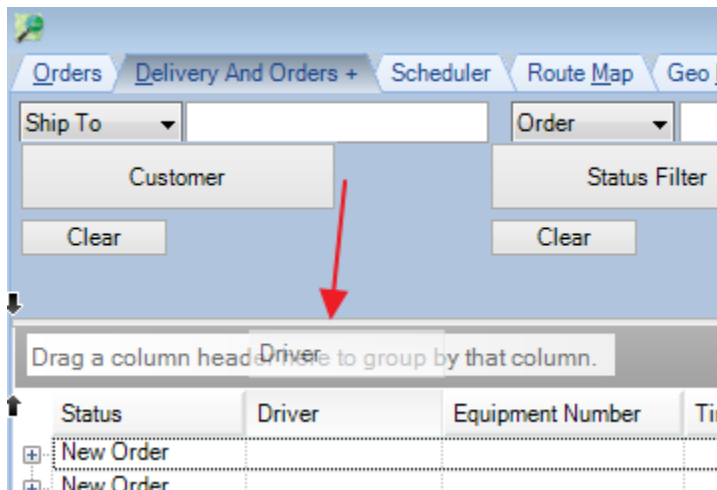 Orders Delivery And Orders + Scheduler Route Map Geo
Ship To Order
Customer Status Filter
Clear Clear
Drag a column header here to group by that column.
Driver
Status Driver Equipment Number
New Order
New Order